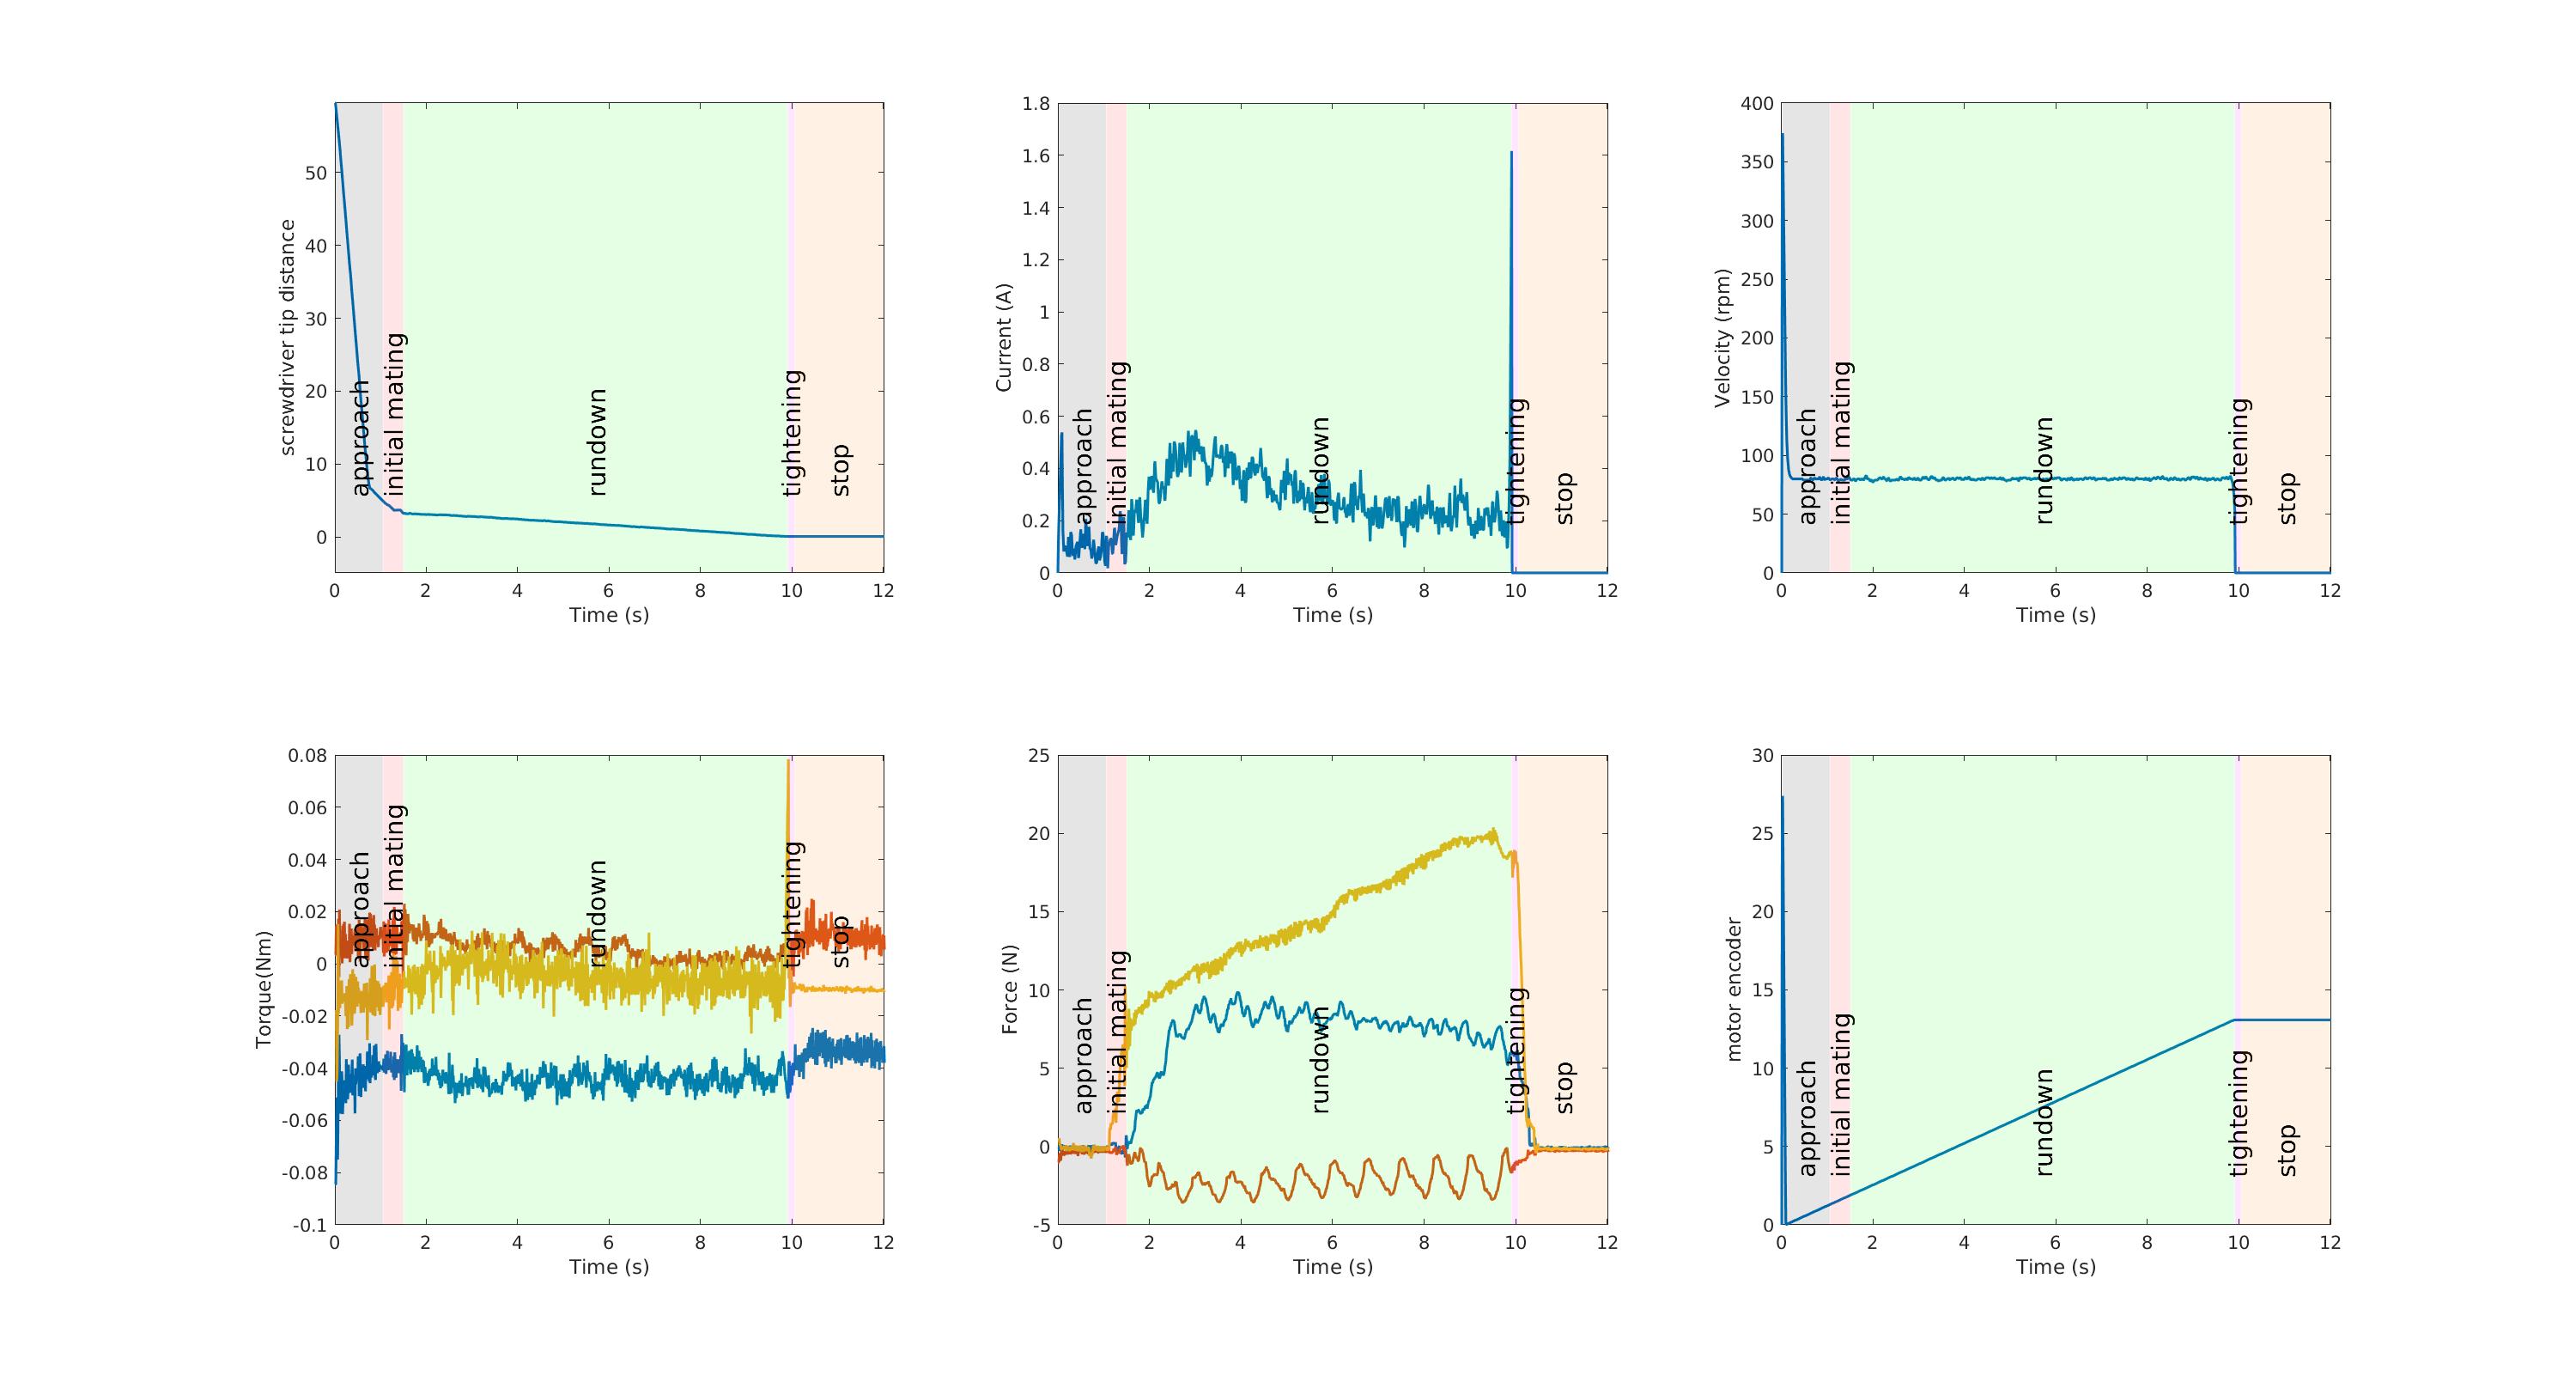 screwdriver tip distance
50
40
30
20
10
0
approach
initial mating
rundown
tightening
stop
0 2 4 6 8 10 12
Time (s)
Current (A)
1.8
1.6
1.4
1.2
1
0.8
0.6
0.4
0.2
0
approach
initial mating
rundown
tightening
stop
0 2 4 6 8 10 12
Time (s)
Velocity (rpm)
400
350
300
250
200
150
100
50
0
approach
initial mating
rundown
tightening
stop
0 2 4 6 8 10 12
Time (s)
Torque(Nm)
0.08
0.06
0.04
0.02
0
-0.02
-0.04
-0.06
-0.08
-0.1
approach
initial mating
rundown
tightening
stop
0 2 4 6 8 10 12
Time (s)
Force (N)
25
20
15
10
5
0
-5
approach
initial mating
rundown
tightening
stop
0 2 4 6 8 10 12
Time (s)
motor encoder
30
25
20
15
10
5
0
approach
initial mating
rundown
tightening
stop
0 2 4 6 8 10 12
Time (s)